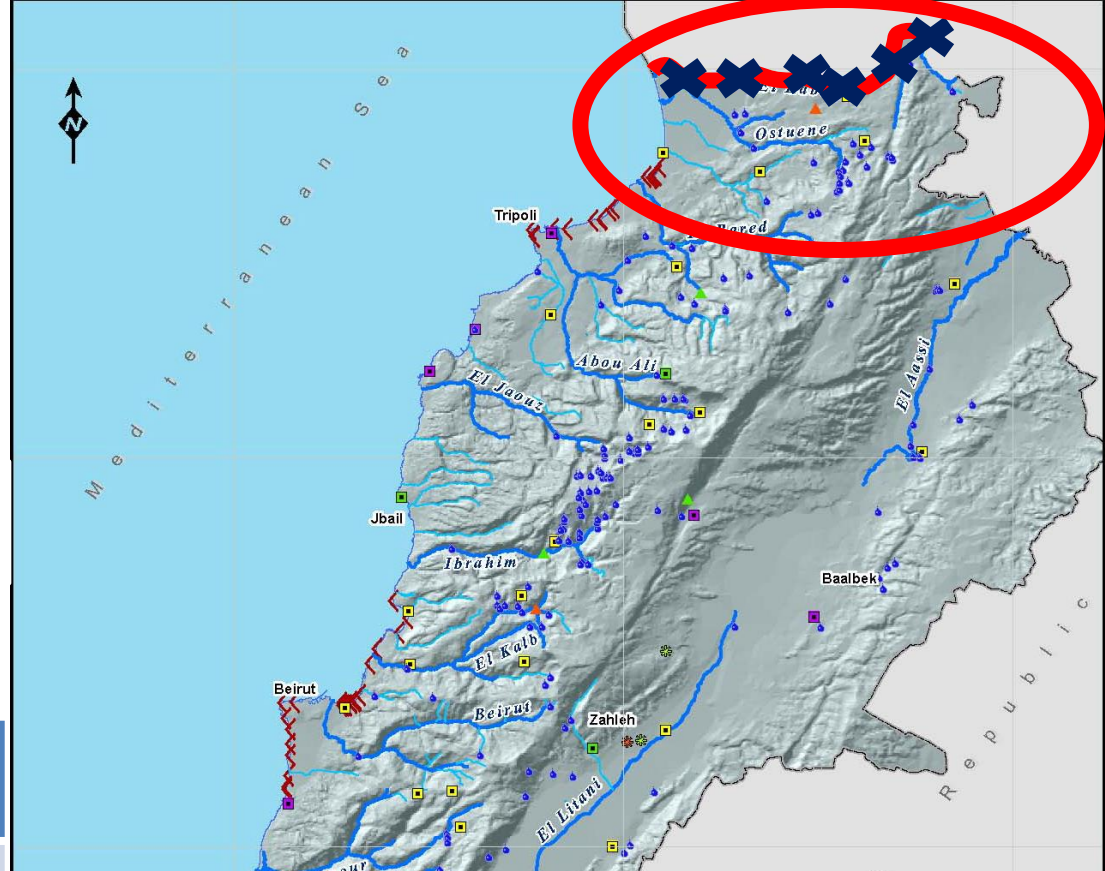 N
Mediterranean Sea
Ostuene
Tripoli
Bared
Abou Ali
El Jaouz
El Aassi
Jbail
Ibrahim
Baalbek
El Kalb
Beirut
Beirut
Zahleh
El Litani
Republic